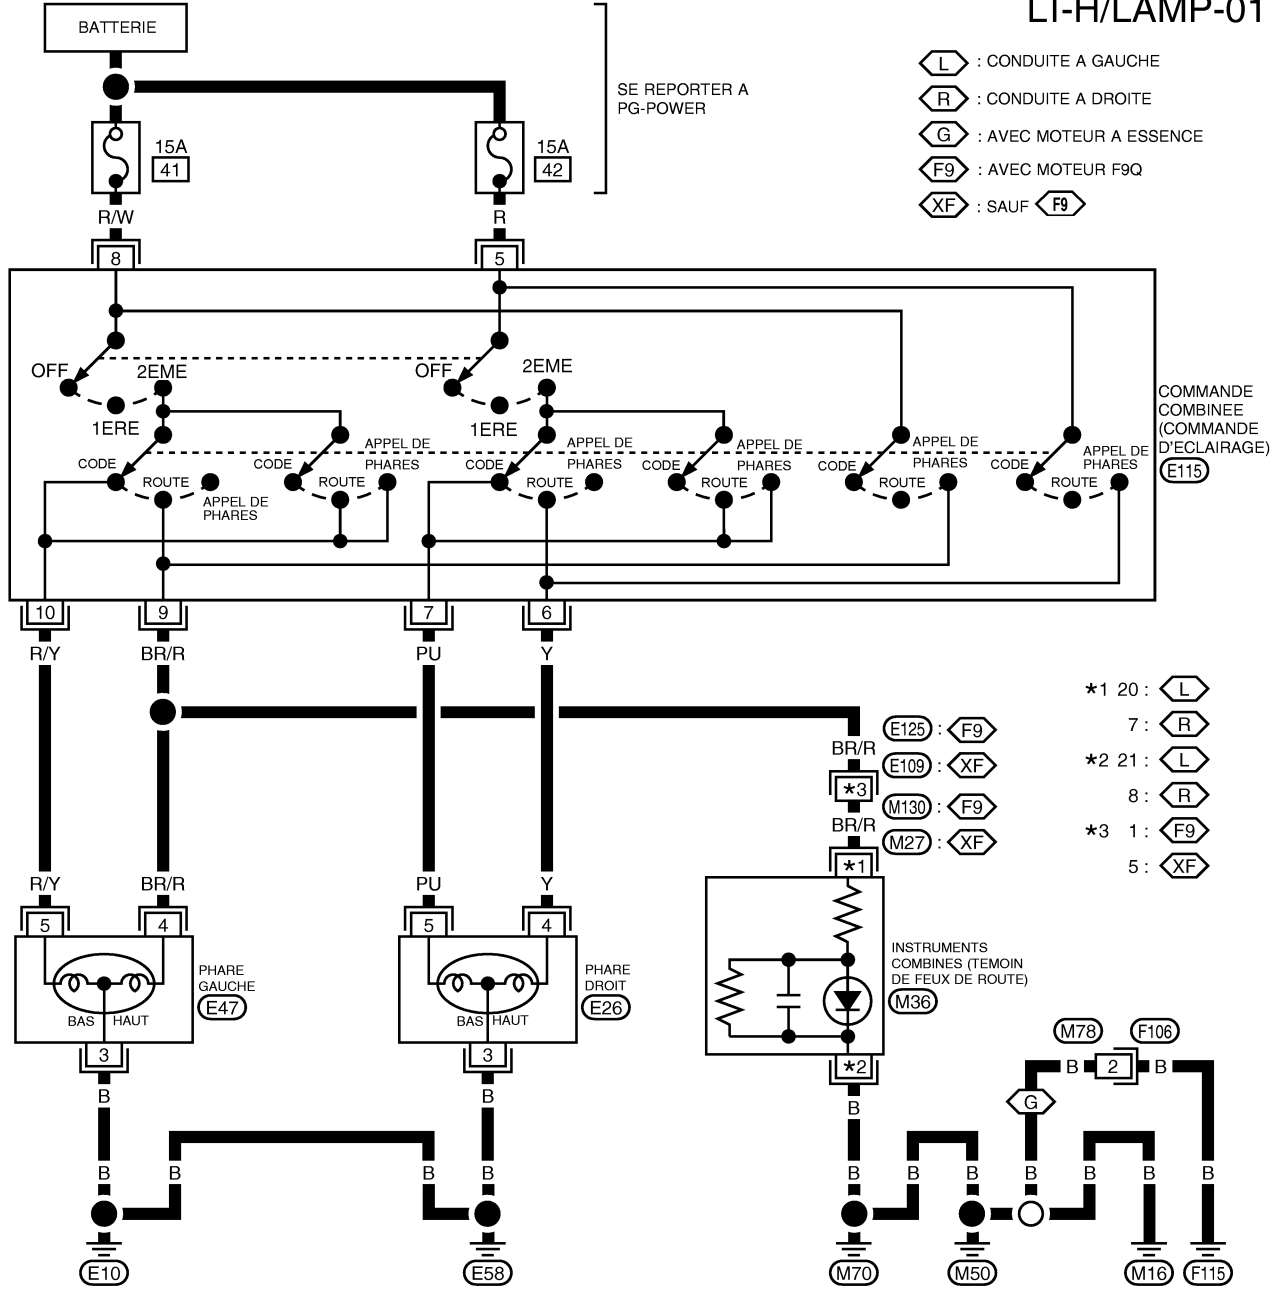 LT-H/LAMP-01
BATTERIE
SE REPORTER A
PG-POWER
L : CONDUITE A GAUCHE
R : CONDUITE A DROITE
G : AVEC MOTEUR A ESSENCE
F9 : AVEC MOTEUR F9Q
XF : SAUF F9
15A
41
15A
42
R/W
R
8
5
OFF
2EME
1ERE
OFF
2EME
1ERE
COMMANDE
COMBINEE
(COMMANDE
D'ECLAIRAGE)
E115
CODE
ROUTE
APPEL DE
PHARES
CODE
ROUTE
APPEL DE
PHARES
CODE
ROUTE
APPEL DE
PHARES
CODE
ROUTE
APPEL DE
PHARES
CODE
ROUTE
APPEL DE
PHARES
CODE
ROUTE
APPEL DE
PHARES
10
9
7
6
R/Y
BR/R
PU
Y
*1 20 : L
7 : R
*2 21 : L
8 : R
*3 1 : F9
5 : XF
BR/R
E125 : F9
E109 : XF
*3
M130 : F9
BR/R
M27 : XF
*1
R/Y
BR/R
PU
Y
5
4
5
4
PHARE
GAUCHE
E47
BAS
HAUT
PHARE
DROIT
E26
BAS
HAUT
INSTRUMENTS
COMBINES (TEMOIN
DE FEUX DE ROUTE)
M36
3
3
*2
M78
F106
B
2
B
G
B
B
B
B
B
B
B
B
B
B
B
B
B
E10
E58
M70
M50
M16
F115